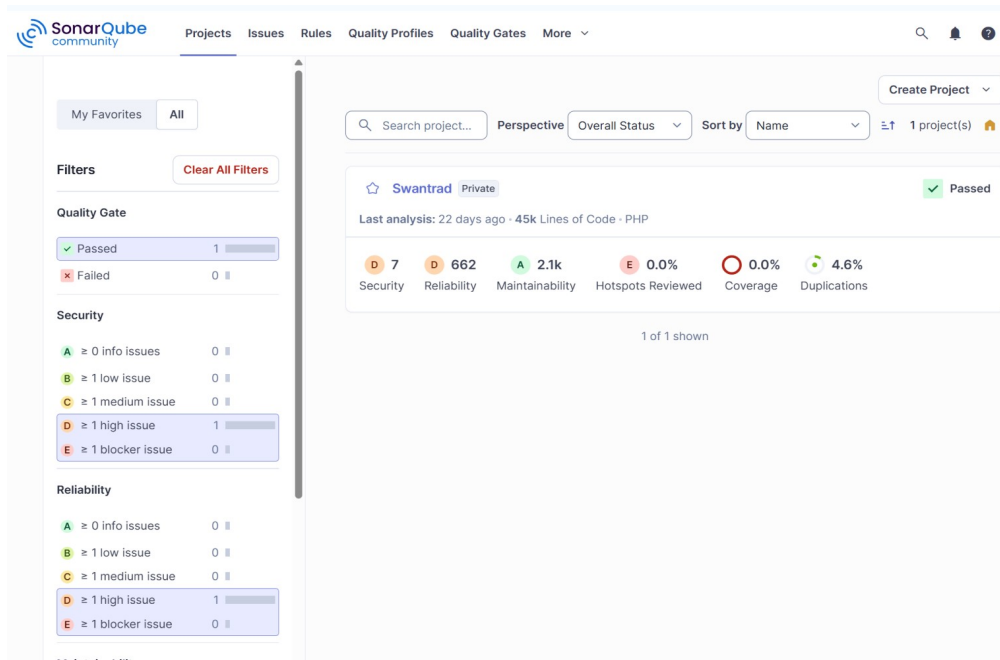 SonarQube
community
Projects Issues Rules Quality Profiles Quality Gates More
?
My Favorites All
Filters Clear All Filters
Quality Gate
Passed 1
Failed 0
Security
A ≥ 0 info issues 0
B ≥ 1 low issue 0
C ≥ 1 medium issue 0
D ≥ 1 high issue 1
E ≥ 1 blocker issue 0
Reliability
A ≥ 0 info issues 0
B ≥ 1 low issue 0
C ≥ 1 medium issue 0
D ≥ 1 high issue 1
E ≥ 1 blocker issue 0
Create Project
Search project... Perspective Overall Status Sort by Name 1 project(s)
Swantrad Private Passed
Last analysis: 22 days ago · 45k Lines of Code · PHP
D 7 D 662 A 2.1k E 0.0% 0.0% 4.6%
Security Reliability Maintainability Hotspots Reviewed Coverage Duplications
1 of 1 shown